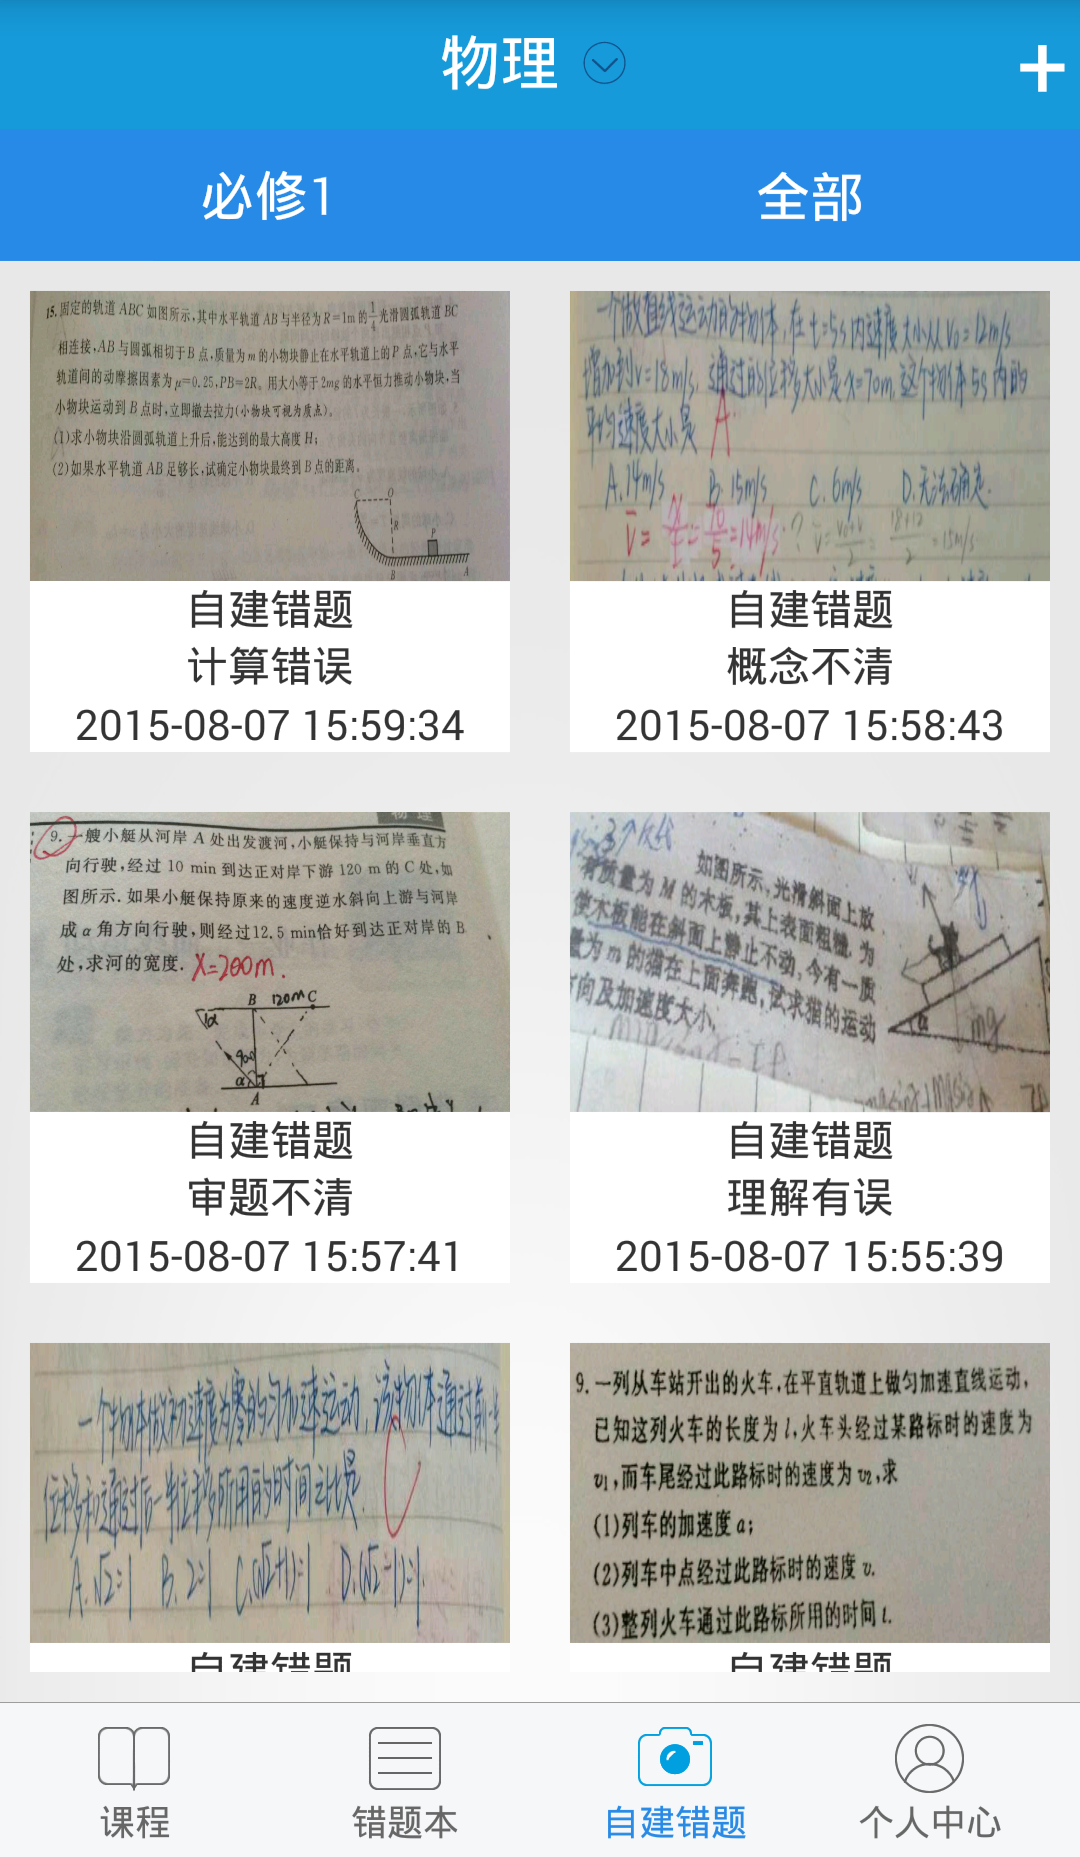 物理
必修1
全部
15.固定的轨道 ABC 如图所示,其中水平轨道 AB 与半径为 R=1m 的 1/4 光滑圆弧轨道 BC
相连接,AB 与圆弧相切于 B 点,质量为 m 的小物块静止在水平轨道上的 P 点,它与水平
轨道间的动摩擦因素为 μ=0.25,PB=2R。用大小等于 2mg 的水平恒力推动小物块,当
小物块运动到 B 点时,立即撤去拉力(小物块可视为质点)。
(1)求小物块沿圆弧轨道上升后,能达到的最大高度 H;
(2)如果水平轨道 AB 足够长,试确定小物块最终到 B 点的距离。
C O
R
P
B A
自建错题
计算错误
2015-08-07 15:59:34
一个做直线运动的物体,在t=5s内速度大小从v₀=12m/s
增加到v=18m/s,通过的位移大小是x=70m,这个物体5s内的
平均速度大小是 A
A.14m/s B.15m/s C.6m/s D.无法确定.
v̄=x/t=70/5=14m/s ? v̄=(v₀+v)/2=(18+12)/2=15m/s
自建错题
概念不清
2015-08-07 15:58:43
物 理
9.一艘小艇从河岸 A 处出发渡河,小艇保持与河岸垂直方
向行驶,经过 10 min 到达正对岸下游 120 m 的 C 处,如
图所示.如果小艇保持原来的速度逆水斜向上游与河岸
成 α 角方向行驶,则经过12.5 min恰好到达正对岸的 B
处,求河的宽度. X=200m.
B 120m C
α
90°
α
A
自建错题
审题不清
2015-08-07 15:57:41
如图所示,光滑斜面上放
有质量为 M 的木板,其上表面粗糙,为
使木板能在斜面上静止不动,今有一质
量为 m 的猫在上面奔跑,试求猫的运动
方向及加速度大小.
α
mg
自建错题
理解有误
2015-08-07 15:55:39
一个物体做初速度为零的匀加速运动,该物体通过前一半
位移和通过后一半位移所用的时间之比是
A.√2:1 B.2:1 C.(√2+1):1 D.(√2-1):1.
9.一列从车站开出的火车,在平直轨道上做匀加速直线运动,
已知这列火车的长度为 l,火车头经过某路标时的速度为
v₁,而车尾经过此路标时的速度为 v₂,求
(1)列车的加速度 a;
(2)列车中点经过此路标时的速度 v.
(3)整列火车通过此路标所用的时间 t.
自建错题
自建错题
课程
错题本
自建错题
个人中心